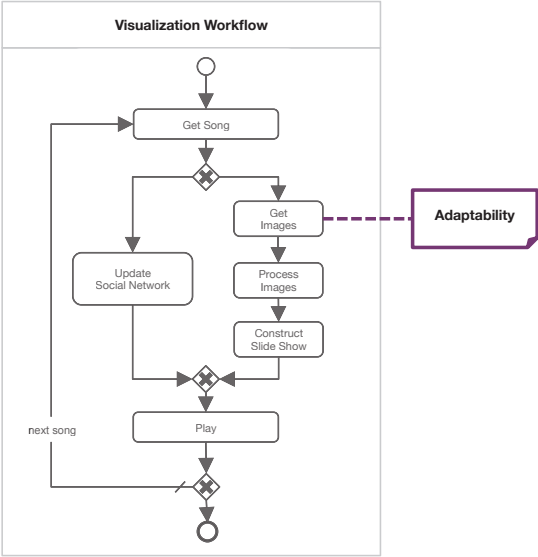 Visualization Workflow
Get Song
Get
Images
Adaptability
Update
Social Network
Process
Images
Construct
Slide Show
Play
next song